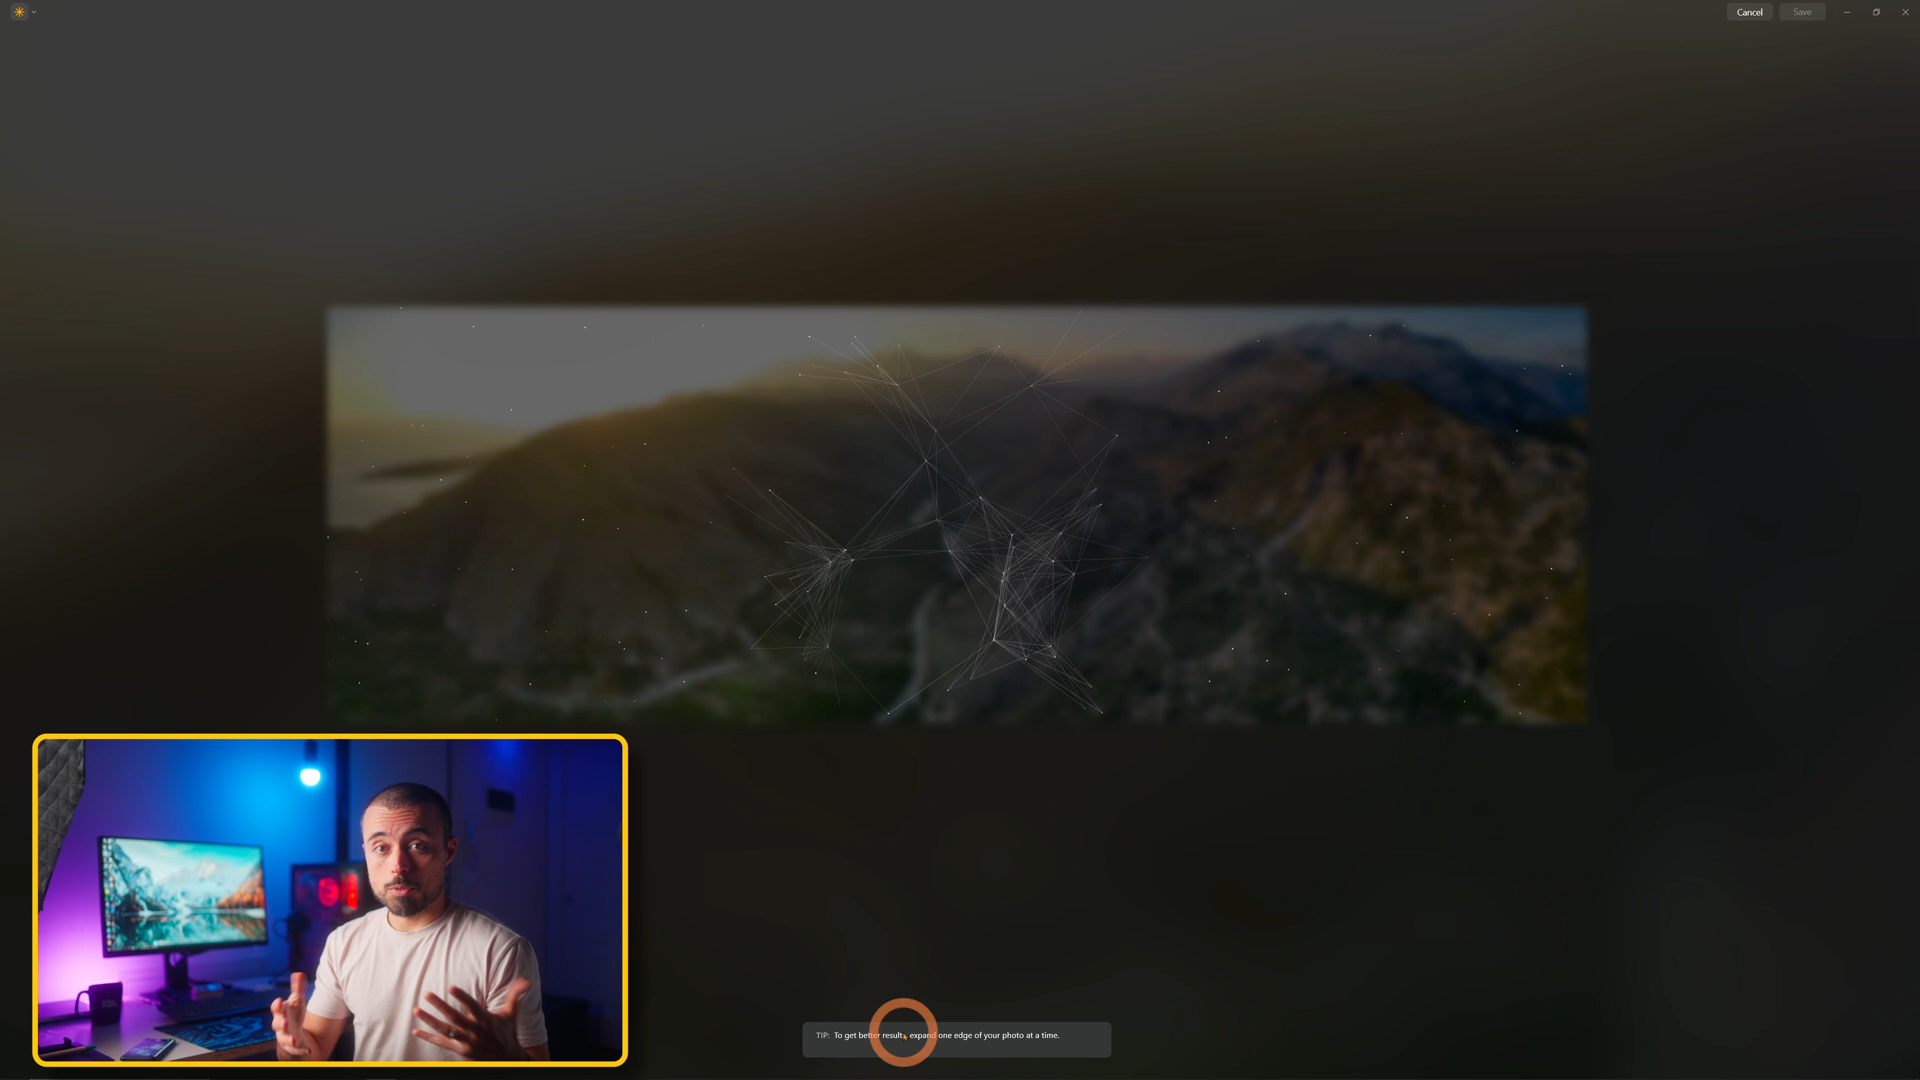 Cancel
Save
TIP: To get better results, expand one edge of your photo at a time.